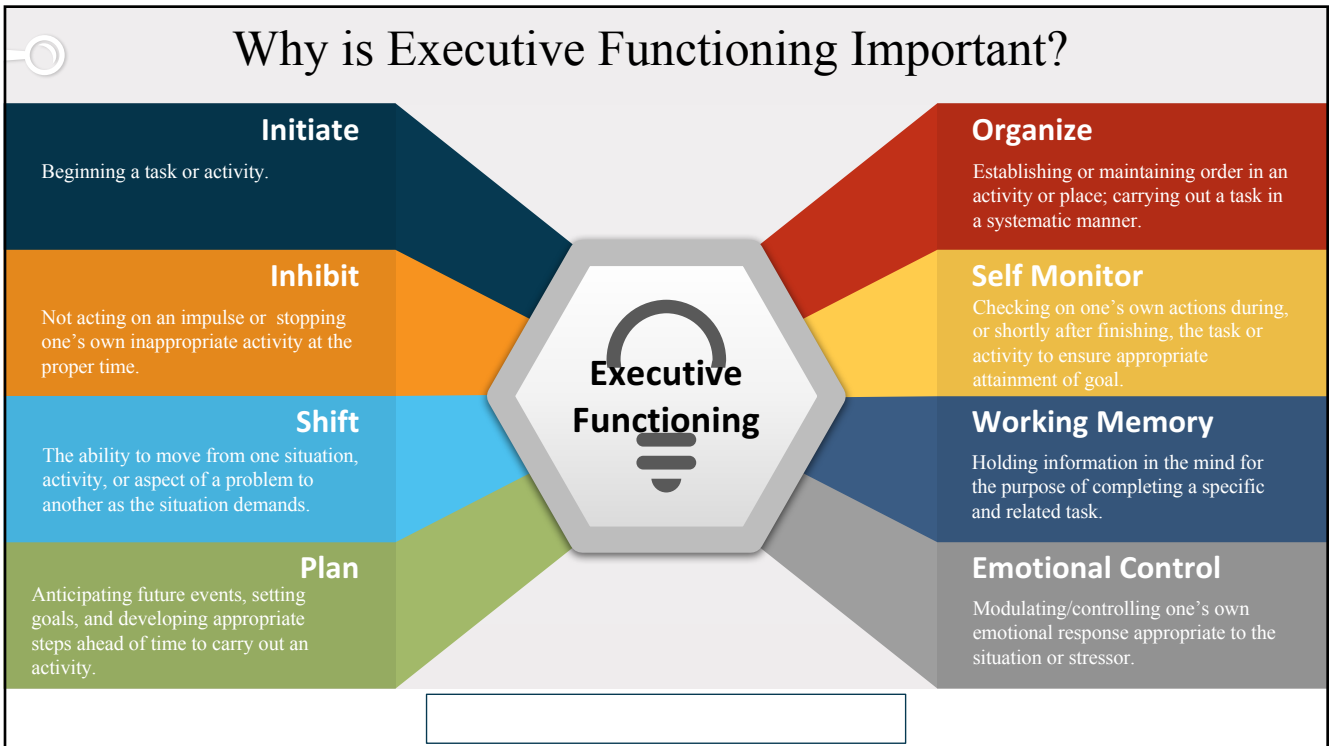 Why is Executive Functioning Important?
Initiate
Beginning a task or activity.
Inhibit
Not acting on an impulse or  stopping
one’s own inappropriate activity at the
proper time.
Shift
The ability to move from one situation,
activity, or aspect of a problem to
another as the situation demands.
Plan
Anticipating future events, setting
goals, and developing appropriate
steps ahead of time to carry out an
activity.
Executive
Functioning
Organize
Establishing or maintaining order in an
activity or place; carrying out a task in
a systematic manner.
Self Monitor
Checking on one’s own actions during,
or shortly after finishing, the task or
activity to ensure appropriate
attainment of goal.
Working Memory
Holding information in the mind for
the purpose of completing a specific
and related task.
Emotional Control
Modulating/controlling one’s own
emotional response appropriate to the
situation or stressor.